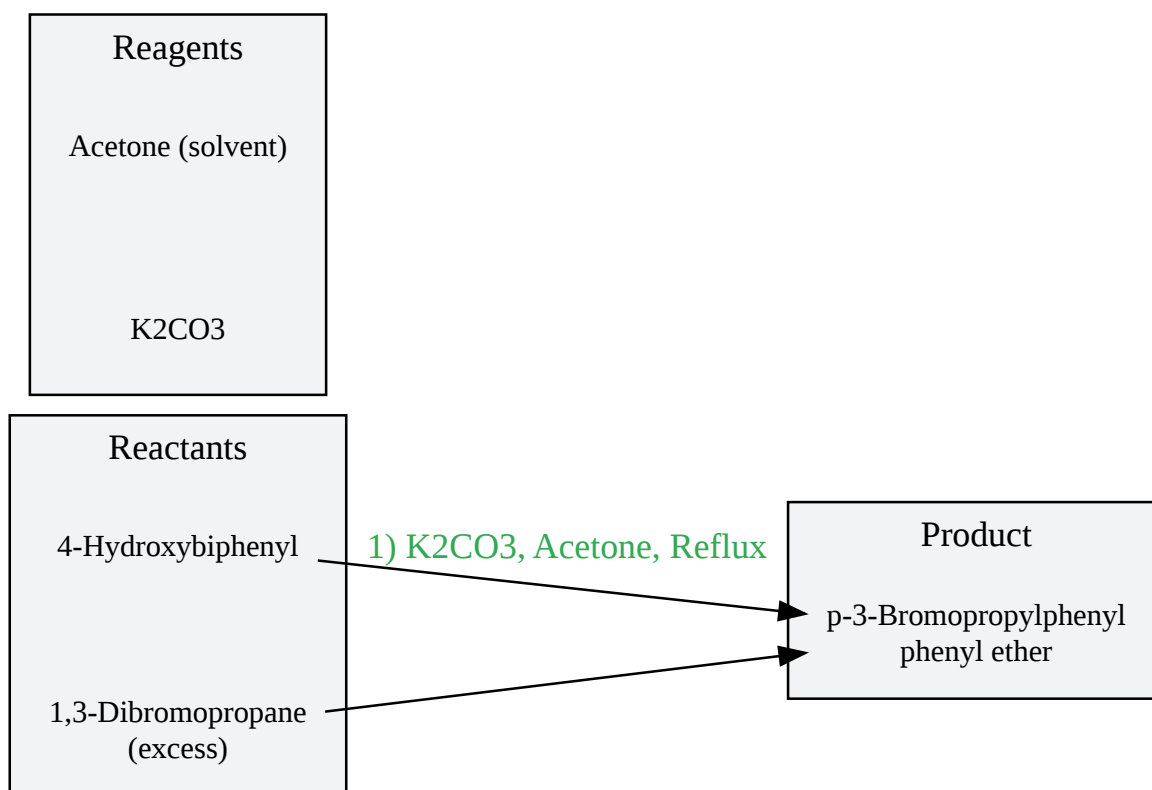 Reagents
Acetone (solvent)
K2CO3
Reactants
4-Hydroxybiphenyl
1,3-Dibromopropane
(excess)
1) K2CO3, Acetone, Reflux
Product
p-3-Bromopropylphenyl
phenyl ether